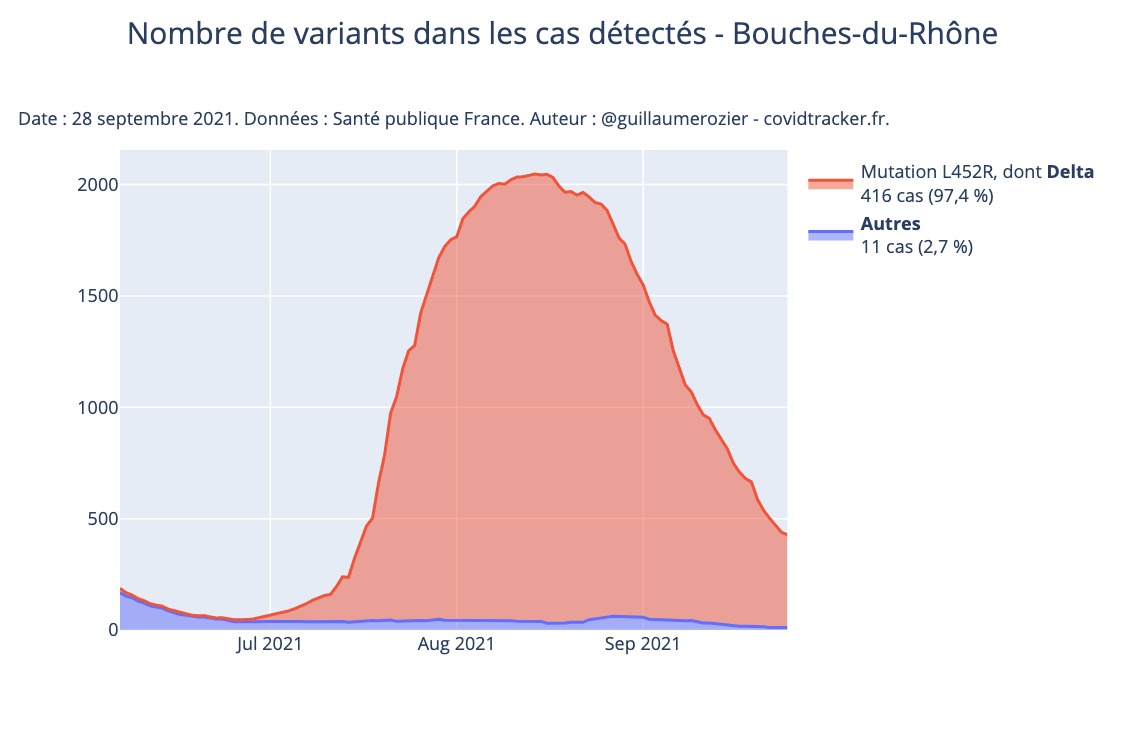 Nombre de variants dans les cas détectés - Bouches-du-Rhône
Date : 28 septembre 2021. Données : Santé publique France. Auteur : @guillaumerozier - covidtracker.fr.
Mutation L452R, dont Delta
416 cas (97,4 %)
Autres
11 cas (2,7 %)
2000
1500
1000
500
0
Jul 2021
Aug 2021
Sep 2021